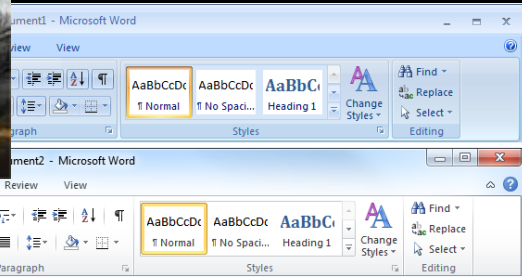 ument1 - Microsoft Word
view View
AaBbCcDc AaBbCcDc AaBbC
¶ Normal ¶ No Spaci... Heading 1
Change
Styles
Find
Replace
Select
agraph Styles Editing
ument2 - Microsoft Word
Review View
AaBbCcDc AaBbCcDc AaBbC
¶ Normal ¶ No Spaci... Heading 1
Change
Styles
Find
Replace
Select
Paragraph Styles Editing